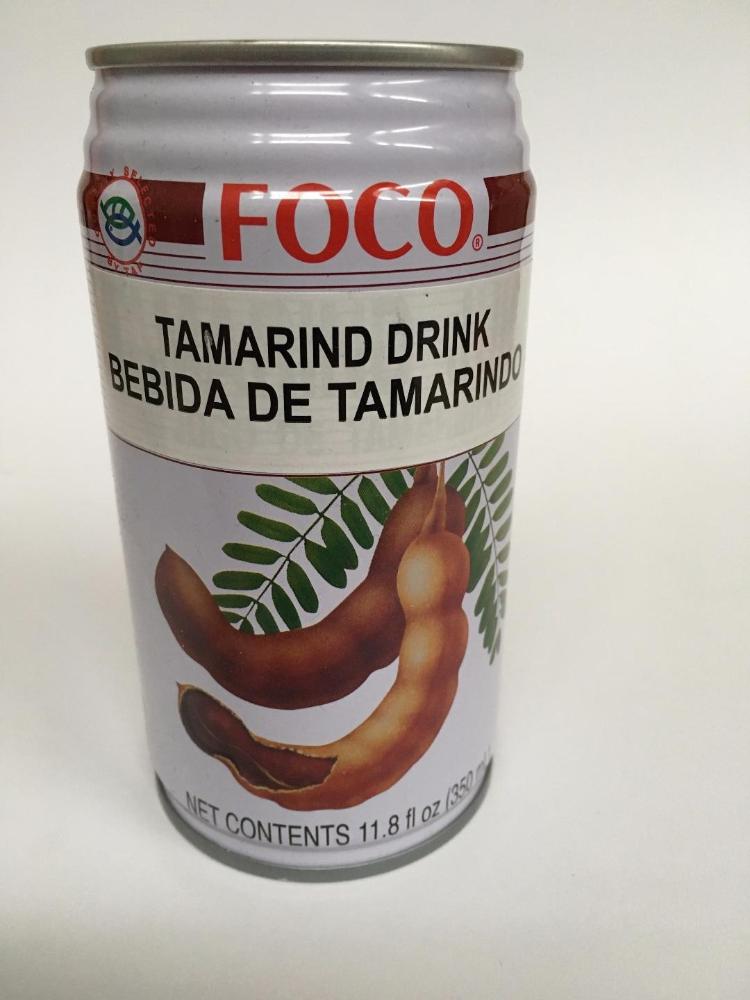 FOCO®
TAMARIND DRINK
BEBIDA DE TAMARINDO
NET CONTENTS 11.8 fl oz (350